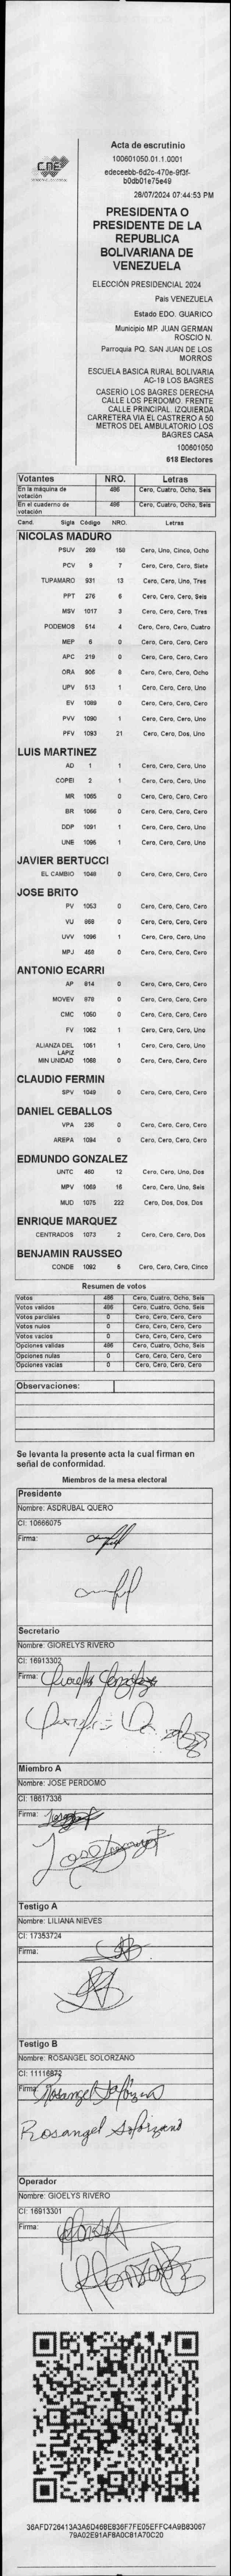 CNE
Acta de escrutinio
100601050.01.1.0001
edeceebb-6d2c-470e-9f3f-
b0db01e75e49
28/07/2024 07:44:53 PM
PRESIDENTA O
PRESIDENTE DE LA
REPUBLICA
BOLIVARIANA DE
VENEZUELA
ELECCIÓN PRESIDENCIAL 2024
País VENEZUELA
Estado EDO. GUARICO
Municipio MP. JUAN GERMAN
ROSCIO N.
Parroquia PQ. SAN JUAN DE LOS
MORROS
ESCUELA BASICA RURAL BOLIVARIA
AC-19 LOS BAGRES
CASERÍO LOS BAGRES DERECHA
CALLE LOS PERDOMO. FRENTE
CALLE PRINCIPAL. IZQUIERDA
CARRETERA VIA EL CASTRERO A 50
METROS DEL AMBULATORIO LOS
BAGRES CASA
100601050
618 Electores
Votantes NRO. Letras
En la máquina de votación 486 Cero, Cuatro, Ocho, Seis
En el cuaderno de votación 486 Cero, Cuatro, Ocho, Seis
Cand. Sigla Código NRO. Letras
NICOLAS MADURO
PSUV 269 158 Cero, Uno, Cinco, Ocho
PCV 9 7 Cero, Cero, Cero, Siete
TUPAMARO 931 13 Cero, Cero, Uno, Tres
PPT 276 6 Cero, Cero, Cero, Seis
MSV 1017 3 Cero, Cero, Cero, Tres
PODEMOS 514 4 Cero, Cero, Cero, Cuatro
MEP 6 0 Cero, Cero, Cero, Cero
APC 219 0 Cero, Cero, Cero, Cero
ORA 906 8 Cero, Cero, Cero, Ocho
UPV 513 1 Cero, Cero, Cero, Uno
EV 1089 0 Cero, Cero, Cero, Cero
PVV 1090 1 Cero, Cero, Cero, Uno
PFV 1093 21 Cero, Cero, Dos, Uno
LUIS MARTINEZ
AD 1 1 Cero, Cero, Cero, Uno
COPEI 2 1 Cero, Cero, Cero, Uno
MR 1065 0 Cero, Cero, Cero, Cero
BR 1066 0 Cero, Cero, Cero, Cero
DDP 1091 1 Cero, Cero, Cero, Uno
UNE 1096 1 Cero, Cero, Cero, Uno
JAVIER BERTUCCI
EL CAMBIO 1048 0 Cero, Cero, Cero, Cero
JOSE BRITO
PV 1053 0 Cero, Cero, Cero, Cero
VU 868 0 Cero, Cero, Cero, Cero
UVV 1098 1 Cero, Cero, Cero, Uno
MPJ 458 0 Cero, Cero, Cero, Cero
ANTONIO ECARRI
AP 814 0 Cero, Cero, Cero, Cero
MOVEV 978 0 Cero, Cero, Cero, Cero
CMC 1050 0 Cero, Cero, Cero, Cero
FV 1062 1 Cero, Cero, Cero, Uno
ALIANZA DEL LAPIZ 1061 1 Cero, Cero, Cero, Uno
MIN UNIDAD 1088 0 Cero, Cero, Cero, Cero
CLAUDIO FERMIN
SPV 1049 0 Cero, Cero, Cero, Cero
DANIEL CEBALLOS
VPA 236 0 Cero, Cero, Cero, Cero
AREPA 1094 0 Cero, Cero, Cero, Cero
EDMUNDO GONZALEZ
UNTC 460 12 Cero, Cero, Uno, Dos
MPV 1069 16 Cero, Cero, Uno, Seis
MUD 1075 222 Cero, Dos, Dos, Dos
ENRIQUE MARQUEZ
CENTRADOS 1073 2 Cero, Cero, Cero, Dos
BENJAMIN RAUSSEO
CONDE 1092 5 Cero, Cero, Cero, Cinco
Resumen de votos
Votos 486 Cero, Cuatro, Ocho, Seis
Votos validos 486 Cero, Cuatro, Ocho, Seis
Votos parciales 0 Cero, Cero, Cero, Cero
Votos nulos 0 Cero, Cero, Cero, Cero
Votos vacios 0 Cero, Cero, Cero, Cero
Opciones validas 486 Cero, Cuatro, Ocho, Seis
Opciones nulas 0 Cero, Cero, Cero, Cero
Opciones vacias 0 Cero, Cero, Cero, Cero
Observaciones:
Se levanta la presente acta la cual firman en
señal de conformidad.
Miembros de la mesa electoral
Presidente
Nombre: ASDRUBAL QUERO
CI: 10666075
Firma:
Secretario
Nombre: GIORELYS RIVERO
CI: 16913302
Firma:
Miembro A
Nombre: JOSE PERDOMO
CI: 18617336
Firma:
Testigo A
Nombre: LILIANA NIEVES
CI: 17353724
Firma:
Testigo B
Nombre: ROSANGEL SOLORZANO
CI: 11116872
Firma: Rosangel Solorzano
Rosangel Solorzano
Operador
Nombre: GIOELYS RIVERO
CI: 16913301
Firma:
36AFD726413A3A6D46BE836F7FE05EFFC4A9B83067
79A02E91AF8A0C81A70C20